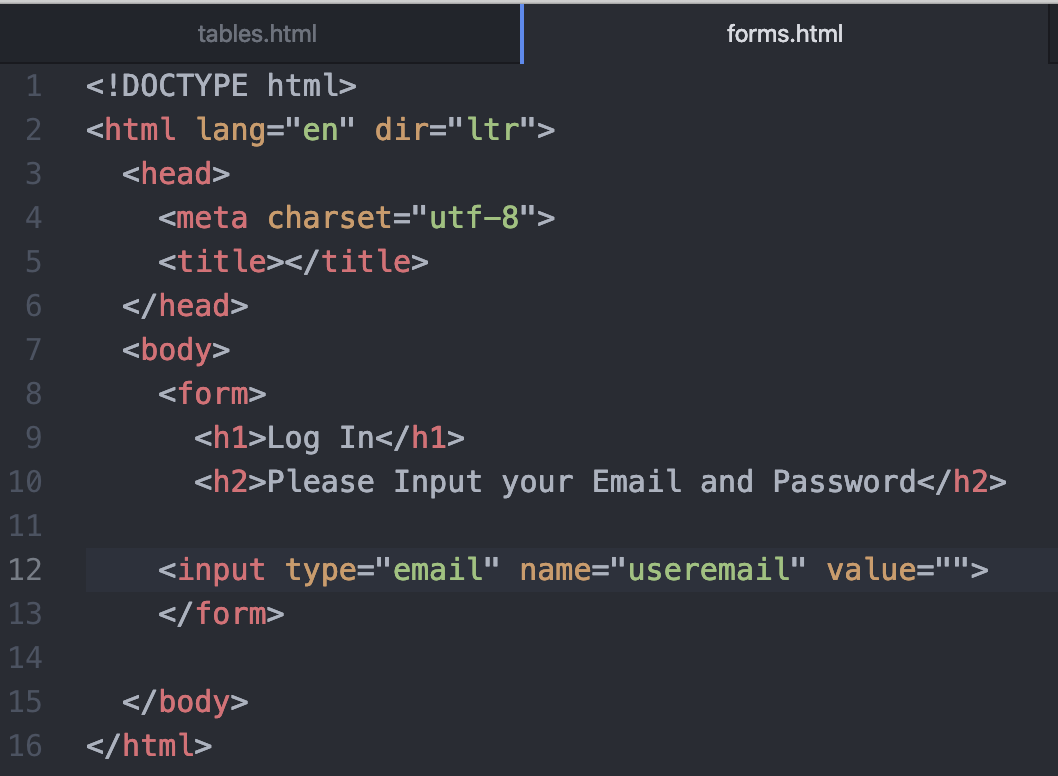 tables.html
forms.html
1 <!DOCTYPE html>
2 <html lang="en" dir="ltr">
3   <head>
4     <meta charset="utf-8">
5     <title></title>
6   </head>
7   <body>
8     <form>
9       <h1>Log In</h1>
10       <h2>Please Input your Email and Password</h2>
11
12     <input type="email" name="useremail" value="">
13     </form>
14
15   </body>
16 </html>